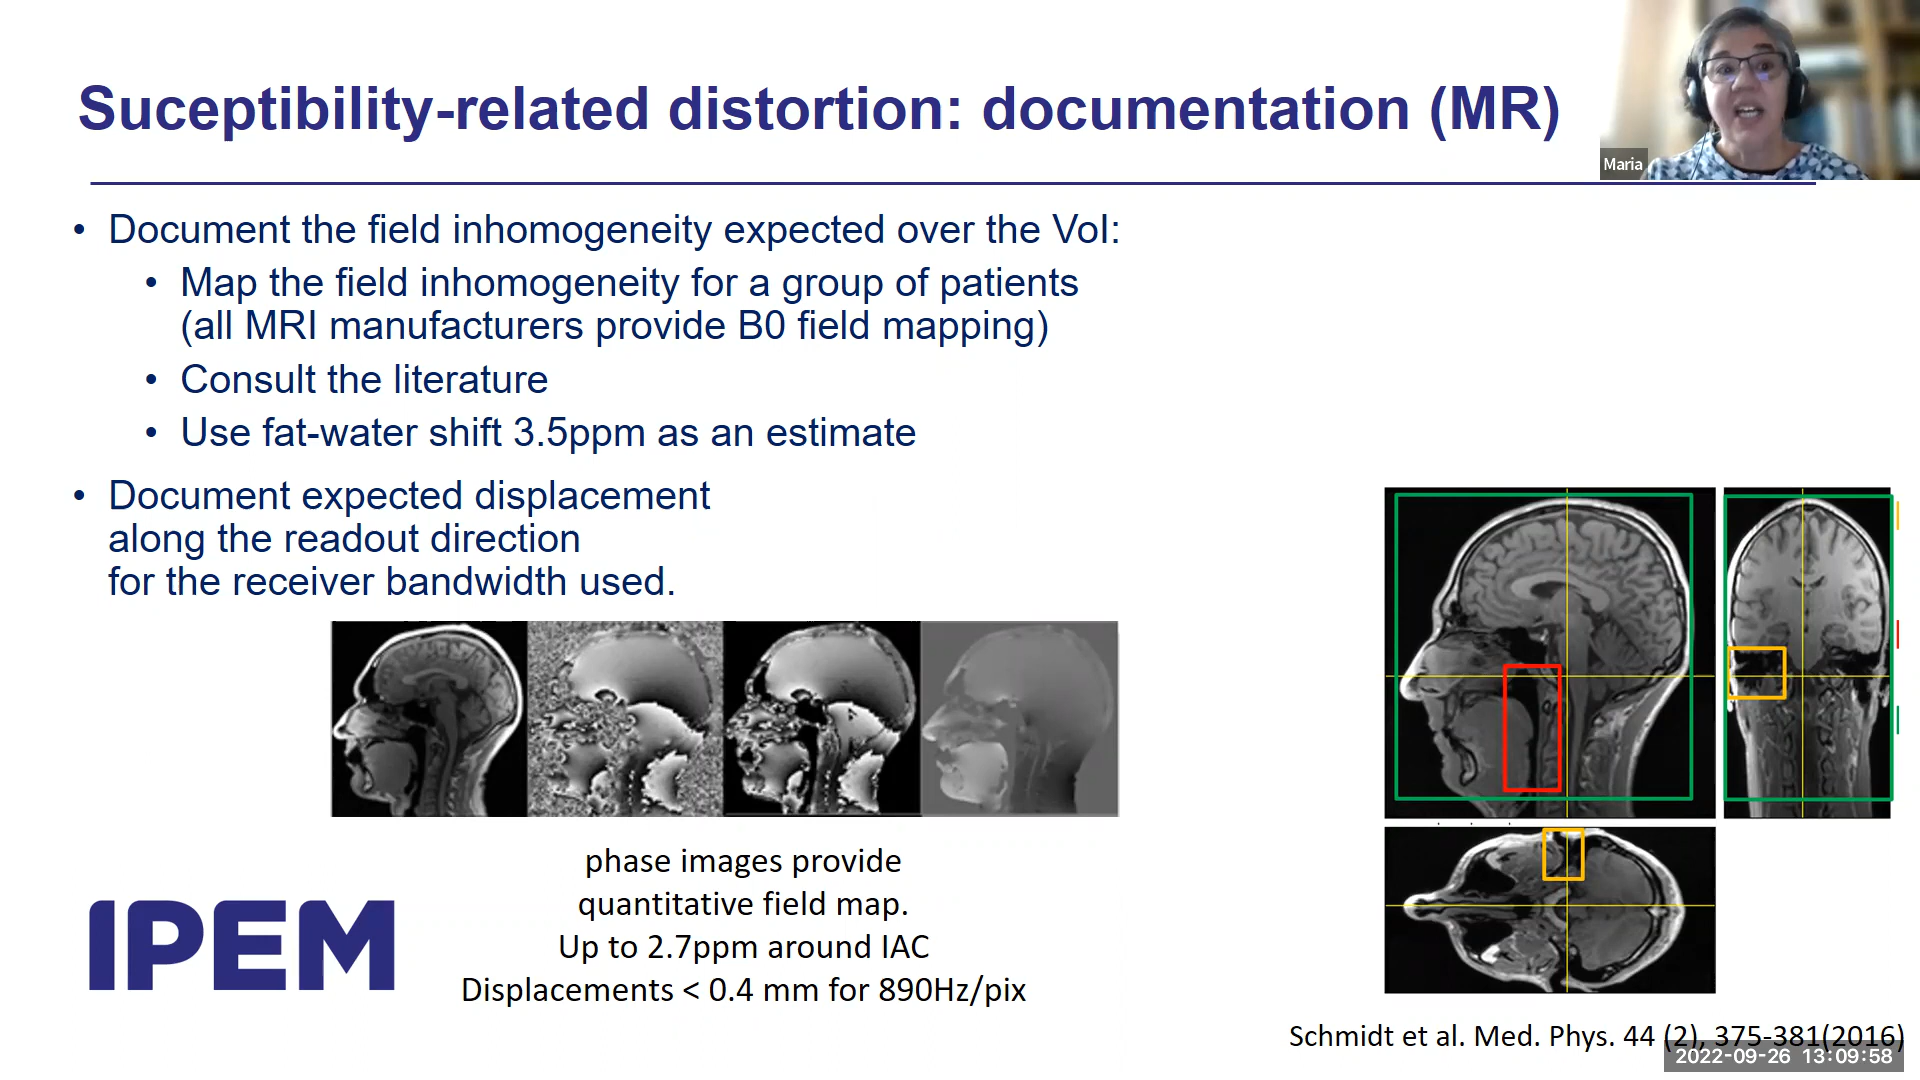 Suceptibility-related distortion: documentation (MR)
Maria
• Document the field inhomogeneity expected over the VoI:
• Map the field inhomogeneity for a group of patients
(all MRI manufacturers provide B0 field mapping)
• Consult the literature
• Use fat-water shift 3.5ppm as an estimate
• Document expected displacement
along the readout direction
for the receiver bandwidth used.
phase images provide
quantitative field map.
Up to 2.7ppm around IAC
Displacements < 0.4 mm for 890Hz/pix
IPEM
Schmidt et al. Med. Phys. 44 (2), 375-381(2016)
2022-09-26 13:09:58